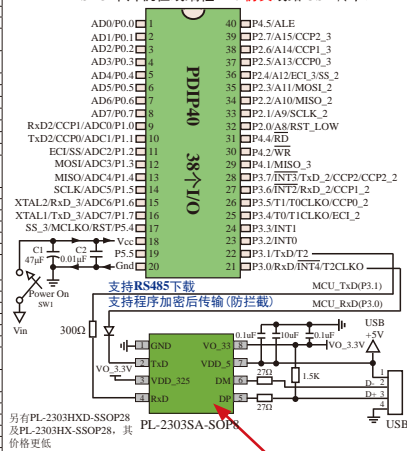 AD0/P0.0 1 40 P4.5/ALE
AD1/P0.1 2 39 P2.7/A15/CCP2_3
AD2/P0.2 3 38 P2.6/A14/CCP1_3
AD3/P0.3 4 37 P2.5/A13/CCP0_3
AD4/P0.4 5 36 P2.4/A12/ECI_3/SS_2
AD5/P0.5 6 35 P2.3/A11/MOSI_2
AD6/P0.6 7 34 P2.2/A10/MISO_2
AD7/P0.7 8 33 P2.1/A9/SCLK_2
RxD2/CCP1/ADC0/P1.0 9 32 P2.0/A8/RST_LOW
TxD2/CCP0/ADC1/P1.1 10 31 P4.4/RD
ECI/SS/ADC2/P1.2 11 30 P4.2/WR
MOSI/ADC3/P1.3 12 29 P4.1/MISO_3
MISO/ADC4/P1.4 13 28 P3.7/INT3/TxD_2/CCP2/CCP2_2
SCLK/ADC5/P1.5 14 27 P3.6/INT2/RxD_2/CCP1_2
XTAL2/RxD_3/ADC6/P1.6 15 26 P3.5/T1/T0CLKO/CCP0_2
XTAL1/TxD_3/ADC7/P1.7 16 25 P3.4/T0/T1CLKO/ECI_2
SS_3/MCLKO/RST/P5.4 17 24 P3.3/INT1
Vcc 18 23 P3.2/INT0
P5.5 19 22 P3.1/TxD/T2
Gnd 20 21 P3.0/RxD/INT4/T2CLKO
PDIP40 38个I/O
C1 47μF
C2 0.01μF
Power On
SW1
Vin
支持RS485下载
支持程序加密后传输(防拦截)
MCU_TxD(P3.1)
MCU_RxD(P3.0)
300Ω
0.1uF 10uF 0.1uF
USB
+5V
VO_3.3V
1 GND VO_33 8
2 TxD VDD_5 7
VO_3.3V
3 VDD_325 DM 6
4 RxD DP 5
27Ω
27Ω
1.5K
D- 2
D+ 3
1
4
USB
PL-2303SA-SOP8
另有PL-2303HXD-SSOP28
及PL-2303HX-SSOP28，其
价格更低